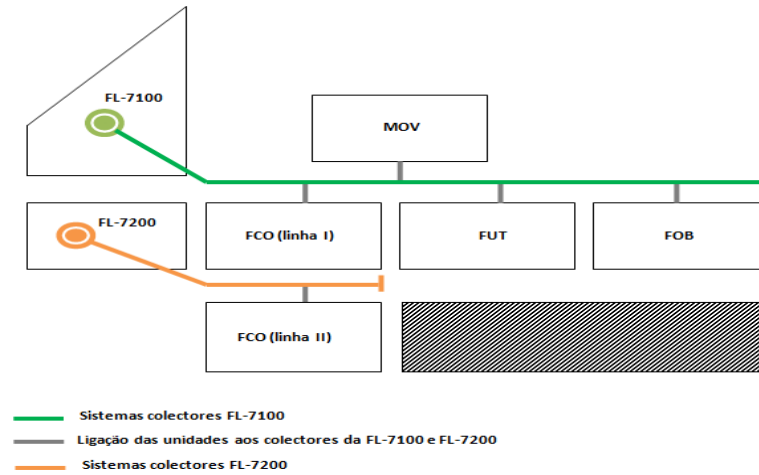 FL-7100
MOV
FL-7200
FCO (linha I)
FUT
FOB
FCO (linha II)
Sistemas colectores FL-7100
Ligação das unidades aos colectores da FL-7100 e FL-7200
Sistemas colectores FL-7200